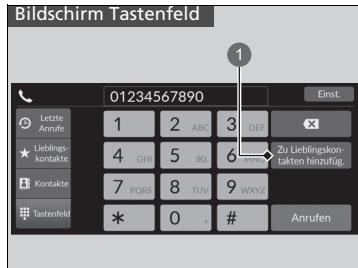 Bildschirm Tastenfeld
1
01234567890
Einst.
Letzte
Anrufe
1
2 ABC
3 DEF
Lieblings-
kontakte
4 GHI
5 JKL
6 MNO
Zu Lieblingskon-
takten hinzufüg.
Kontakte
7 PQRS
8 TUV
9 WXYZ
Tastenfeld
*
0 +
#
Anrufen